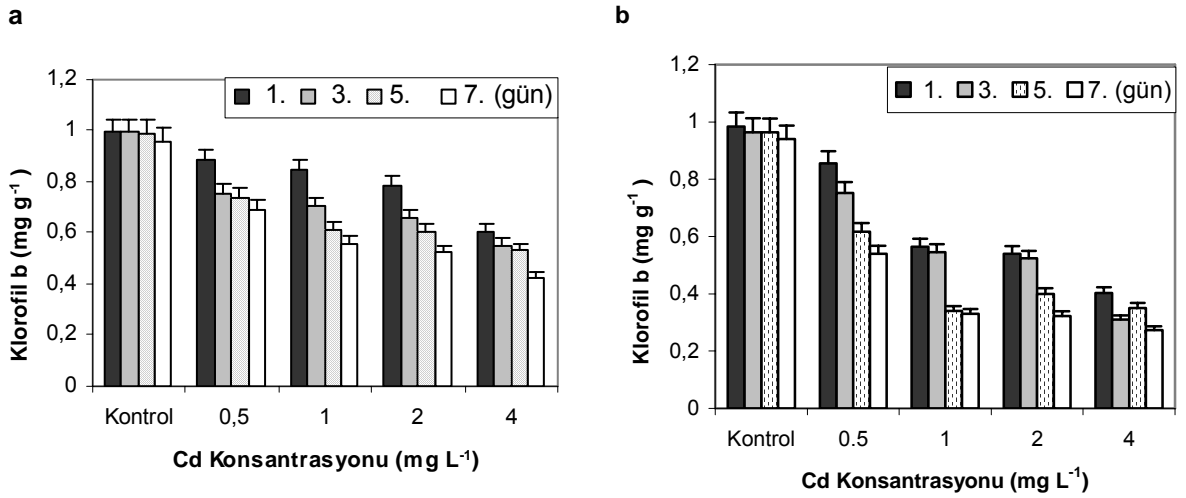 a
1,2
1
0,8
0,6
0,4
0,2
0
Klorofil b (mg g-1)
1. 3. 5. 7. (gün)
Kontrol 0,5 1 2 4
Cd Konsantrasyonu (mg L-1)
b
1,2
1
0,8
0,6
0,4
0,2
0
Klorofil b (mg g-1 )
1. 3. 5. 7. (gün)
Kontrol 0.5 1 2 4
Cd Konsantrasyonu (mg L-1)